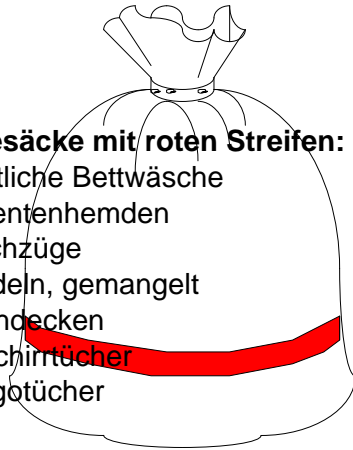 esäcke mit roten Streifen:
tliche Bettwäsche
entenhemden
chzüge
deln, gemangelt
ndecken
chirrtücher
gotücher